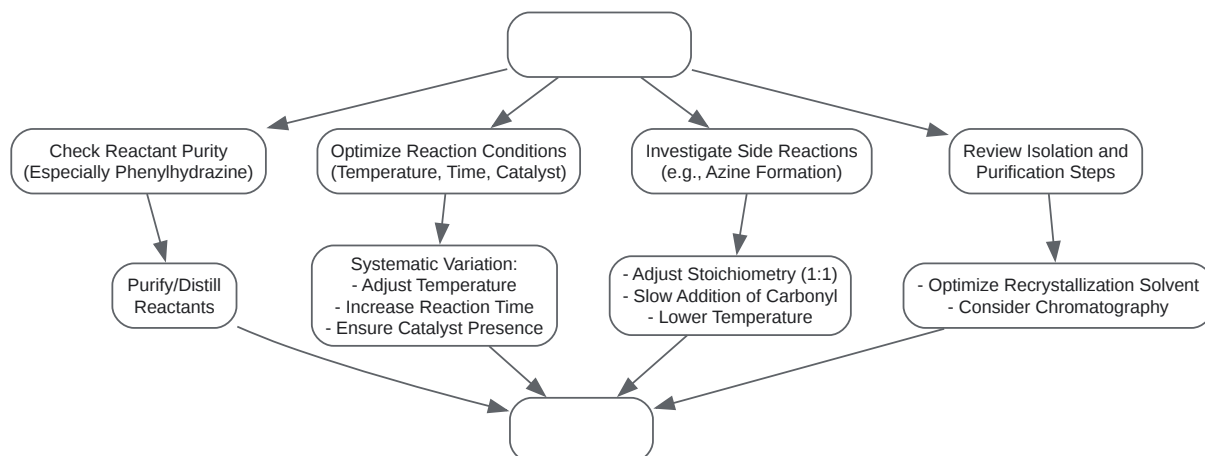 Check Reactant Purity
(Especially Phenylhydrazine)
Optimize Reaction Conditions
(Temperature, Time, Catalyst)
Investigate Side Reactions
(e.g., Azine Formation)
Review Isolation and
Purification Steps
Purify/Distill
Reactants
Systematic Variation:
- Adjust Temperature
- Increase Reaction Time
- Ensure Catalyst Presence
- Adjust Stoichiometry (1:1)
- Slow Addition of Carbonyl
- Lower Temperature
- Optimize Recrystallization Solvent
- Consider Chromatography